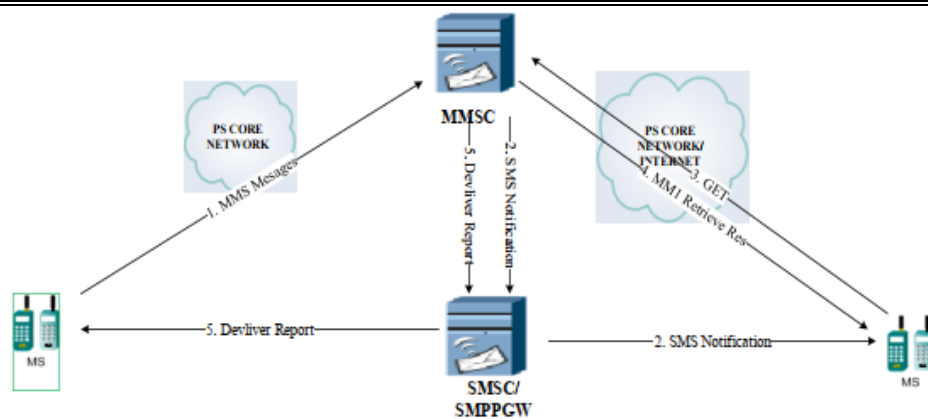 MMSC
PS CORE
NETWORK
PS CORE
NETWORK/
INTERNET
1. MMS Mesages
5. Devliver Report
2. SMS Notification
3. GET
4. MM1 Retrieve Res
5. Devliver Report
2. SMS Notification
MS
SMSC/
SMPPGW
MS